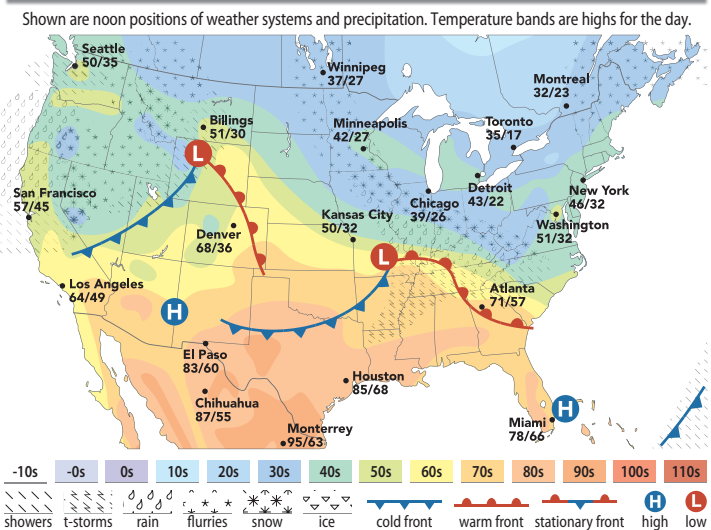 Shown are noon positions of weather systems and precipitation. Temperature bands are highs for the day.
Seattle
50/35
Winnipeg
37/27
Montreal
32/23
Billings
51/30
Minneapolis
42/27
Toronto
35/17
L
San Francisco
57/45
Chicago
39/26
Detroit
43/22
New York
46/32
Denver
68/36
Kansas City
50/32
Washington
51/32
L
Los Angeles
64/49
Atlanta
71/57
H
El Paso
83/60
Chihuahua
87/55
Houston
85/68
H
Miami
78/66
Monterrey
95/63
-10s -0s 0s 10s 20s 30s 40s 50s 60s 70s 80s 90s 100s 110s
H L
showers t-storms rain flurries snow ice cold front warm front stationary front high low